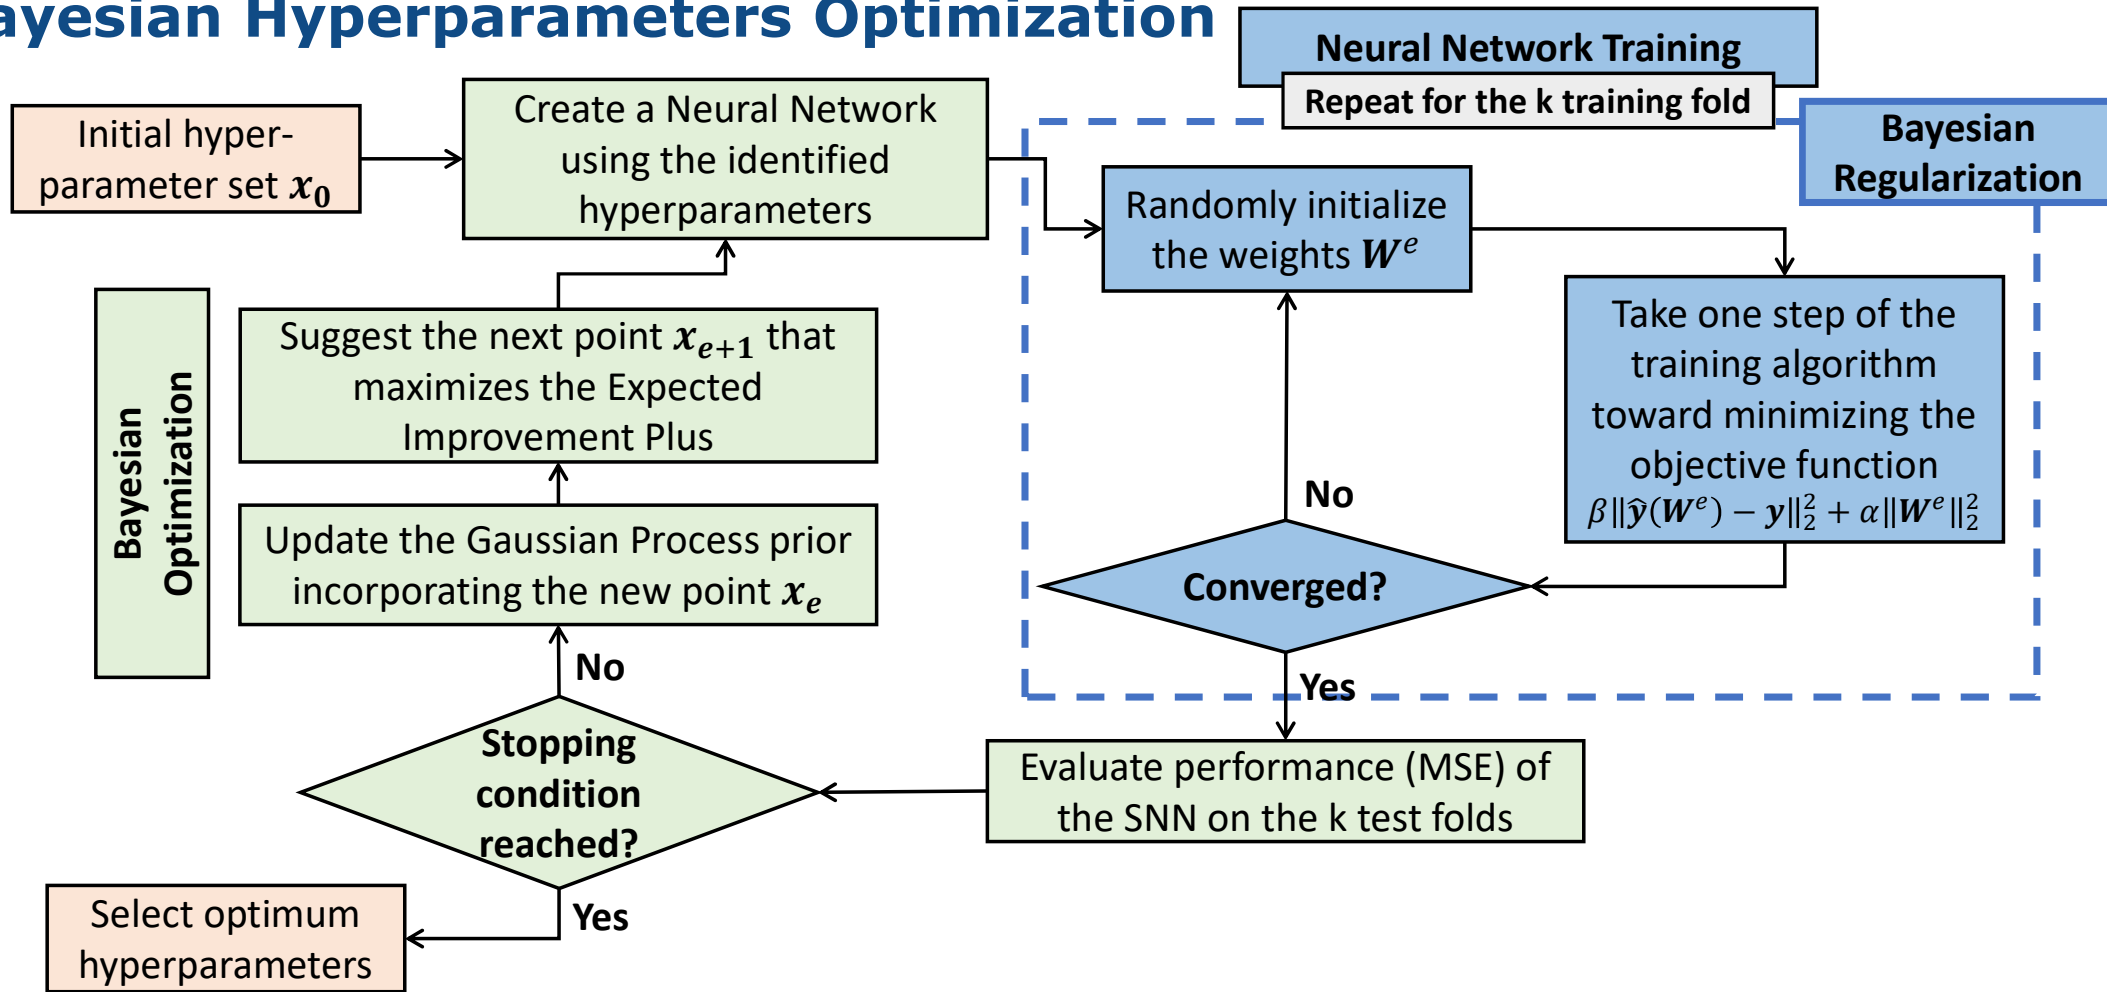 ayesian Hyperparameters Optimization
Neural Network Training
Repeat for the k training fold
Bayesian
Regularization
Initial hyper-
parameter set x₀
Create a Neural Network
using the identified
hyperparameters
Randomly initialize
the weights Wᵉ
Take one step of the
training algorithm
toward minimizing the
objective function
β‖ŷ(Wᵉ) − y‖₂² + α‖Wᵉ‖₂²
Bayesian
Optimization
Suggest the next point xₑ₊₁ that
maximizes the Expected
Improvement Plus
Update the Gaussian Process prior
incorporating the new point xₑ
No
Converged?
Yes
No
Stopping
condition
reached?
Evaluate performance (MSE) of
the SNN on the k test folds
Yes
Select optimum
hyperparameters